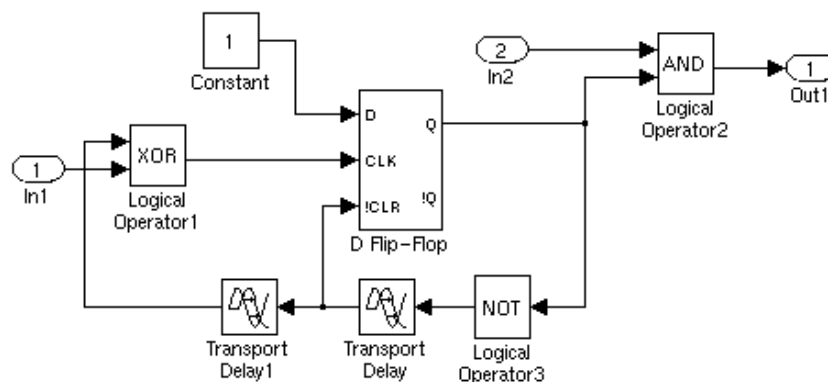 1
Constant
2
In2
AND
Logical
Operator2
1
Out1
D
Q
CLK
!Q
!CLR
D Flip-Flop
XOR
Logical
Operator1
1
In1
Transport
Delay1
Transport
Delay
NOT
Logical
Operator3